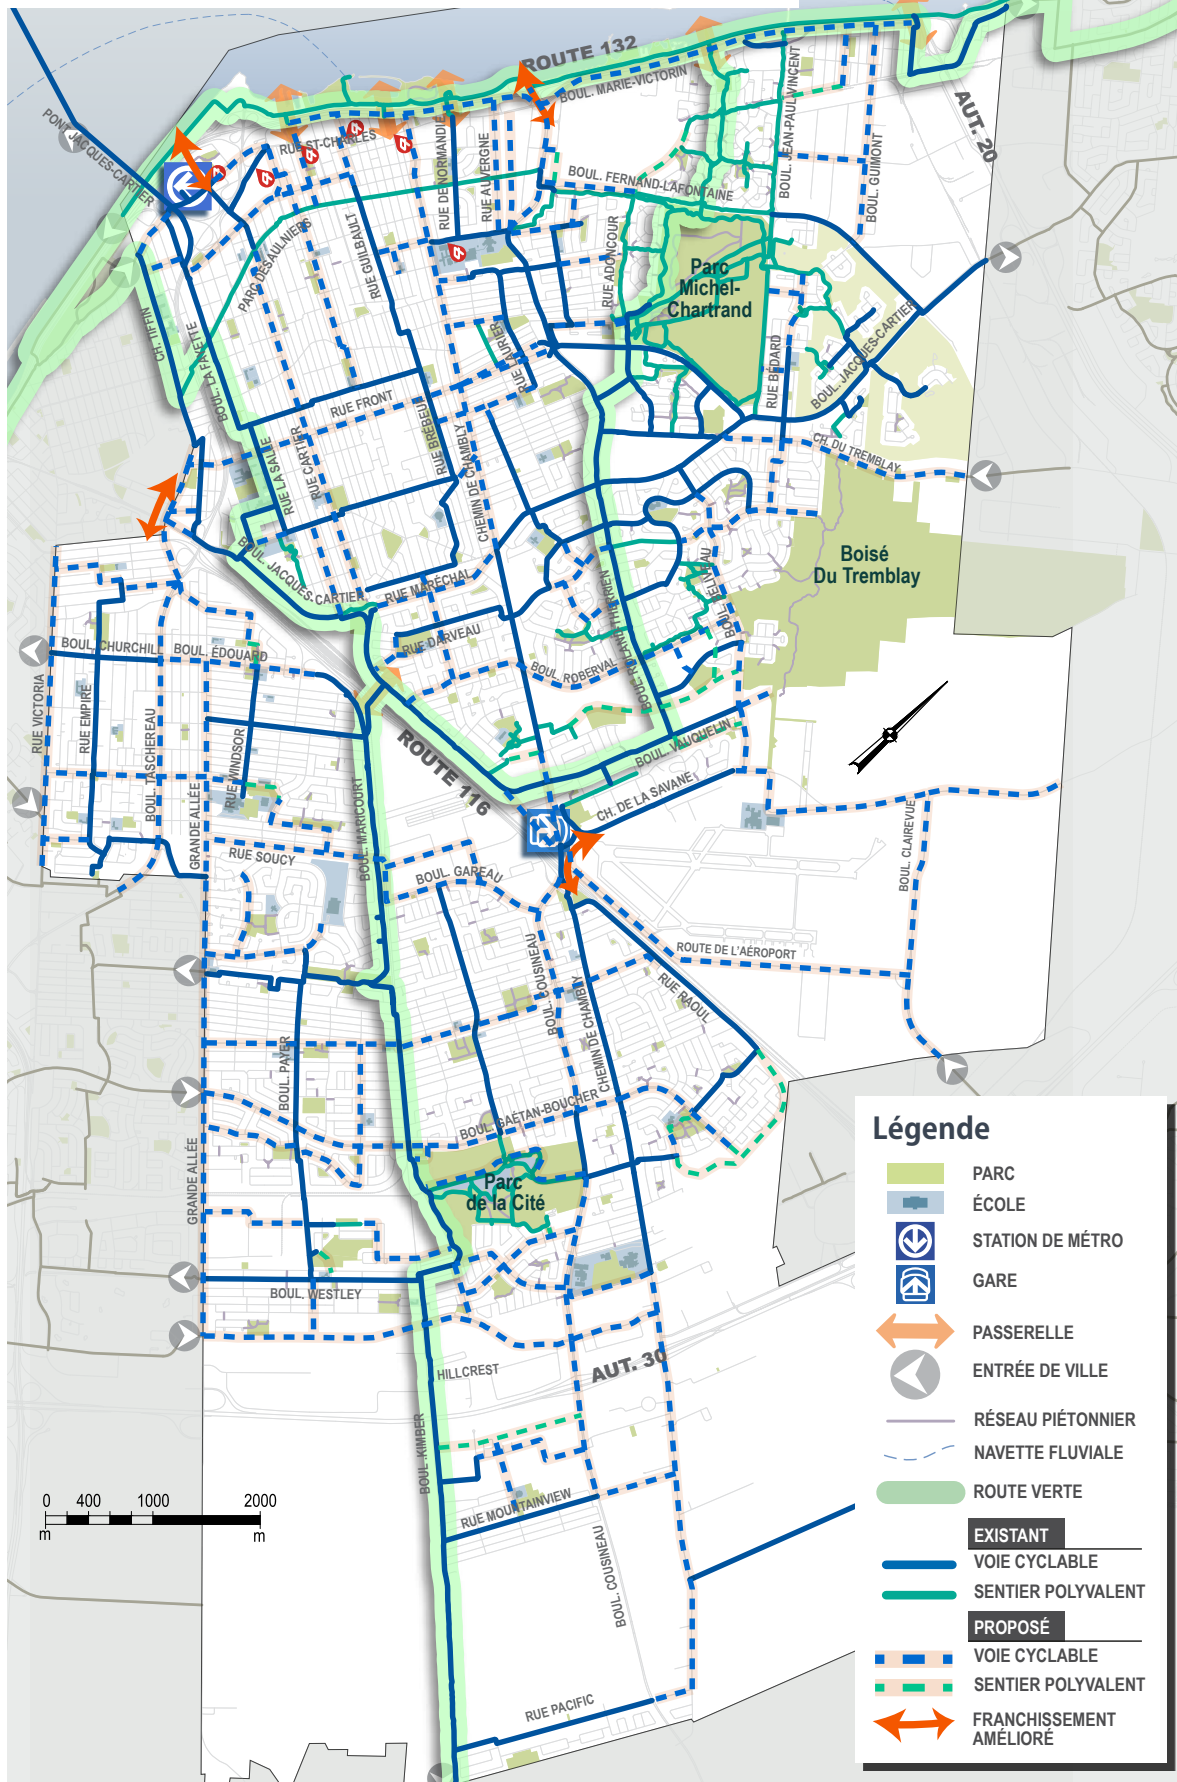 ROUTE 132
BOUL. MARIE-VICTORIN
BOUL. JEAN-PAUL-VINCENT
AUT. 20
PONT JACQUES-CARTIER
RUE ST-CHARLES
RUE DE NORMANDIE
RUE AUVERGNE
BOUL. FERNAND-LAFONTAINE
BOUL. GUIMONT
PARC DESAULNIERS
RUE GUILBAULT
RUE ADONCOUR
Parc
Michel-
Chartrand
CH. TIFFIN
BOUL. LA FAYETTE
RUE LAURIER
RUE BÉDARD
BOUL. JACQUES-CARTIER
RUE FRONT
RUE BRÉBEUF
CHEMIN DE CHAMBLY
RUE LASALLE
RUE CARTIER
CH. DU TREMBLAY
Boisé
Du Tremblay
BOUL. JACQUES-CARTIER
RUE MARÉCHAL
RUE DARVEAU
BOUL. ROBERVAL
BOUL. ROLAND-THERRIEN
BOUL. BÉLIVEAU
BOUL. CHURCHILL
BOUL. ÉDOUARD
RUE VICTORIA
RUE EMPIRE
BOUL. TASCHEREAU
GRANDE ALLÉE
RUE WINDSOR
ROUTE 116
BOUL. MARICOURT
BOUL. VAUQUELIN
CH. DE LA SAVANE
RUE SOUCY
BOUL. GAREAU
BOUL. CLAIREVUE
BOUL. COUSINEAU
CHEMIN DE CHAMBLY
ROUTE DE L'AÉROPORT
RUE RAOUL
BOUL. PAYER
BOUL. GAÉTAN-BOUCHER
GRANDE ALLÉE
Parc
de la Cité
BOUL. WESTLEY
HILLCREST
AUT. 30
BOUL. KIMBER
RUE MOUNTAINVIEW
BOUL. COUSINEAU
RUE PACIFIC
0 400 1000 2000
m m
Légende
PARC
ÉCOLE
STATION DE MÉTRO
GARE
PASSERELLE
ENTRÉE DE VILLE
RÉSEAU PIÉTONNIER
NAVETTE FLUVIALE
ROUTE VERTE
EXISTANT
VOIE CYCLABLE
SENTIER POLYVALENT
PROPOSÉ
VOIE CYCLABLE
SENTIER POLYVALENT
FRANCHISSEMENT
AMÉLIORÉ